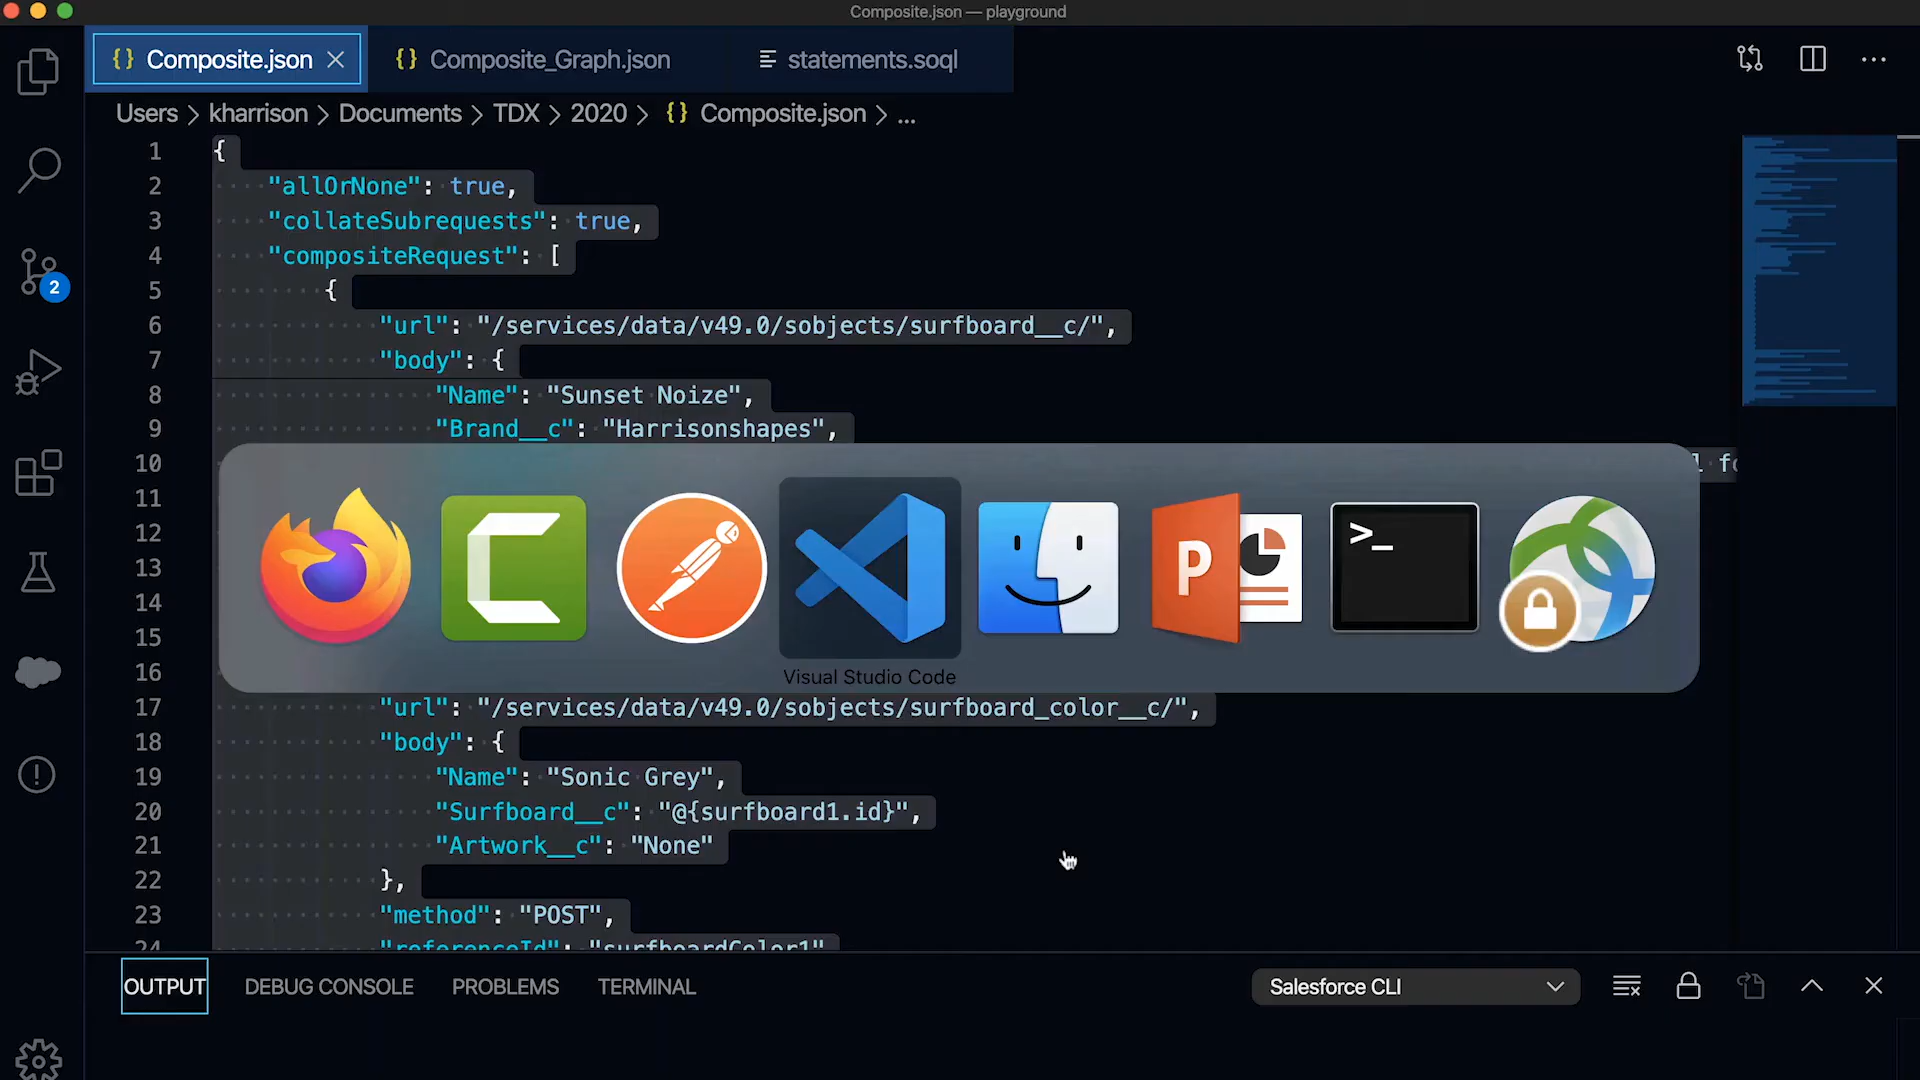 Composite.json — playground
{} Composite.json
{} Composite_Graph.json
statements.soql
Users > kharrison > Documents > TDX > 2020 > {} Composite.json > ...
1 {
2 "allOrNone": true,
3 "collateSubrequests": true,
4 "compositeRequest": [
5 {
6 "url": "/services/data/v49.0/sobjects/surfboard__c/",
7 "body": {
8 "Name": "Sunset Noize",
9 "Brand__c": "Harrisonshapes",
10
11
12
13
14
15
16
17 "url": "/services/data/v49.0/sobjects/surfboard_color__c/",
18 "body": {
19 "Name": "Sonic Grey",
20 "Surfboard__c": "@{surfboard1.id}",
21 "Artwork__c": "None"
22 },
23 "method": "POST",
24 "referenceId": "surfboardColor1"
2
P
>_
Visual Studio Code
OUTPUT
DEBUG CONSOLE
PROBLEMS
TERMINAL
Salesforce CLI